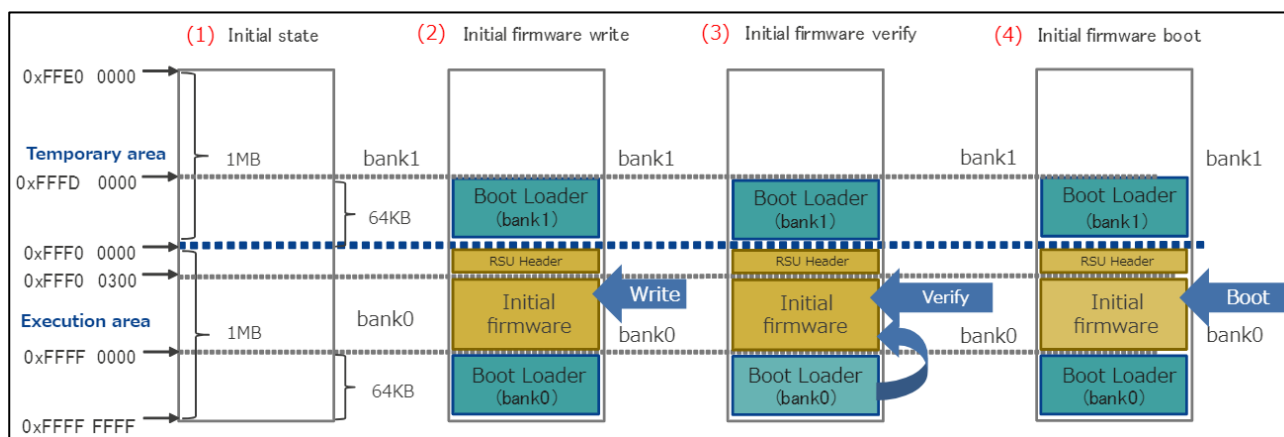 (1) Initial state
(2) Initial firmware write
(3) Initial firmware verify
(4) Initial firmware boot
0xFFE0 0000
Temporary area
1MB
bank1
bank1
bank1
bank1
0xFFFD 0000
64KB
Boot Loader
(bank1)
Boot Loader
(bank1)
Boot Loader
(bank1)
0xFFF0 0000
RSU Header
RSU Header
RSU Header
0xFFF0 0300
Write
Verify
Boot
Initial
firmware
Initial
firmware
Initial
firmware
Execution area
1MB
bank0
bank0
bank0
bank0
0xFFFF 0000
64KB
Boot Loader
(bank0)
Boot Loader
(bank0)
Boot Loader
(bank0)
0xFFFF FFFF